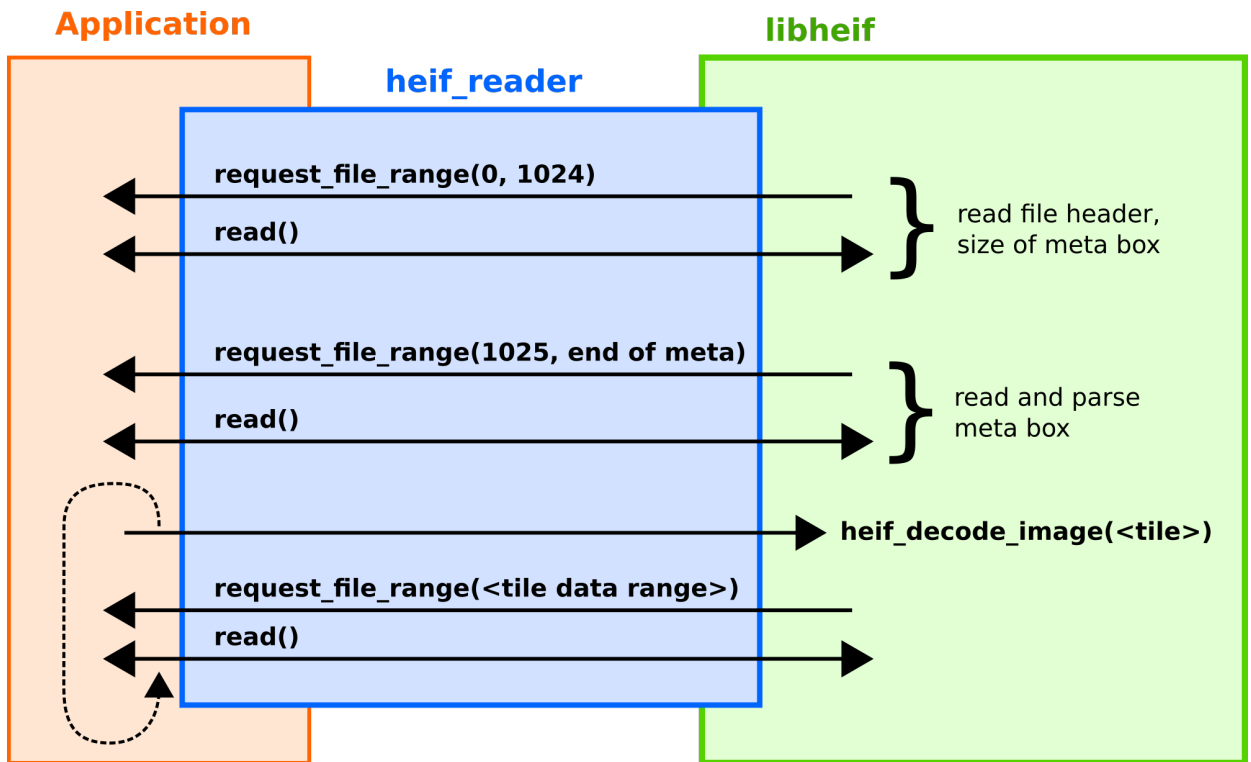 Application
libheif
heif_reader
request_file_range(0, 1024)
read()
read file header,
size of meta box
request_file_range(1025, end of meta)
read()
read and parse
meta box
heif_decode_image(<tile>)
request_file_range(<tile data range>)
read()